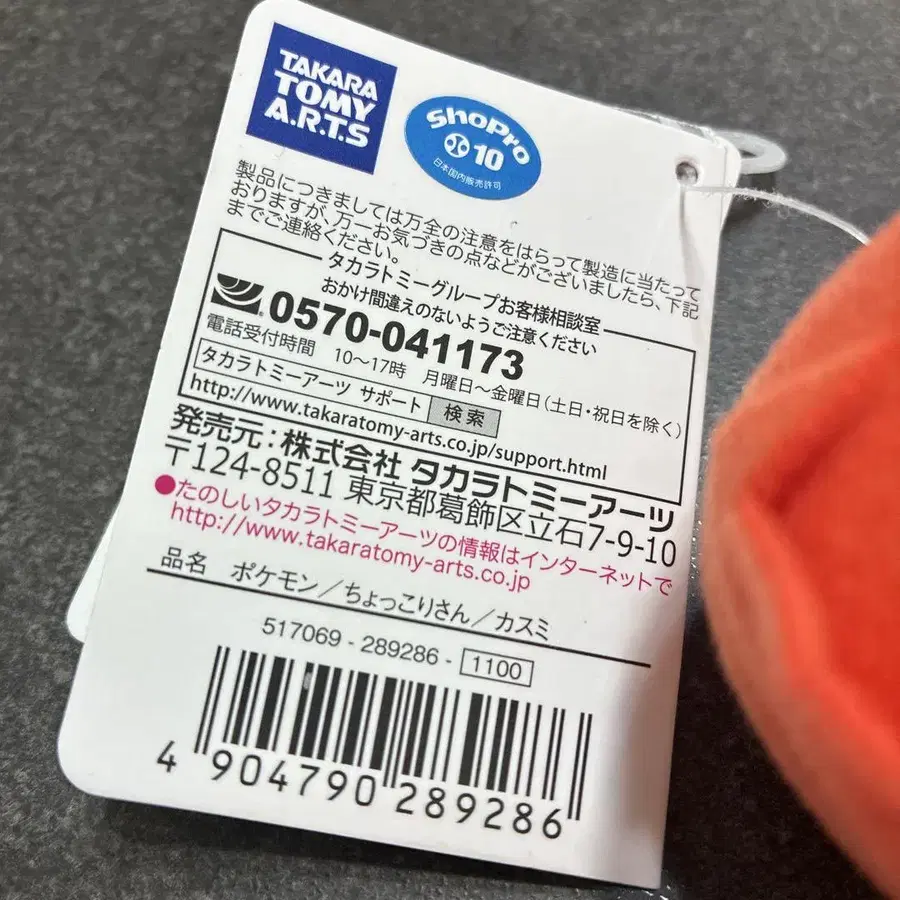 TAKARA
TOMY
A.R.T.S
ShoPro
10
日本国内販売許可
製品につきましては万全の注意をはらって製造に当たって
おりますが、万一お気づきの点などがございましたら、下記
までご連絡ください。
タカラトミーグループお客様相談室
おかけ間違えのないようご注意ください
0570-041173
電話受付時間 10〜17時 月曜日〜金曜日(土日・祝日を除く)
タカラトミーアーツ サポート 検索
http://www.takaratomy-arts.co.jp/support.html
発売元:株式会社 タカラトミーアーツ
〒124-8511 東京都葛飾区立石7-9-10
●たのしいタカラトミーアーツの情報はインターネットで
http://www.takaratomy-arts.co.jp
品名 ポケモン/ちょっこりさん/カスミ
517069-289286-1100
4 904790 289286